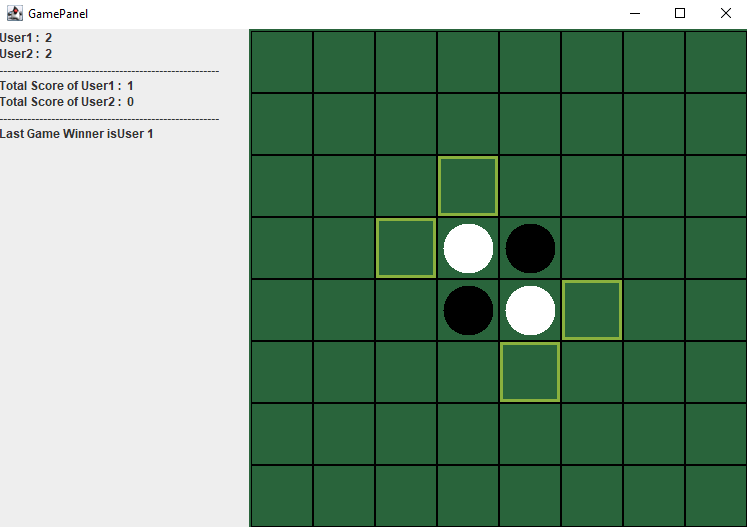 GamePanel
User1 : 2
User2 : 2
------------------------------------------------------------
Total Score of User1 : 1
Total Score of User2 : 0
------------------------------------------------------------
Last Game Winner isUser 1